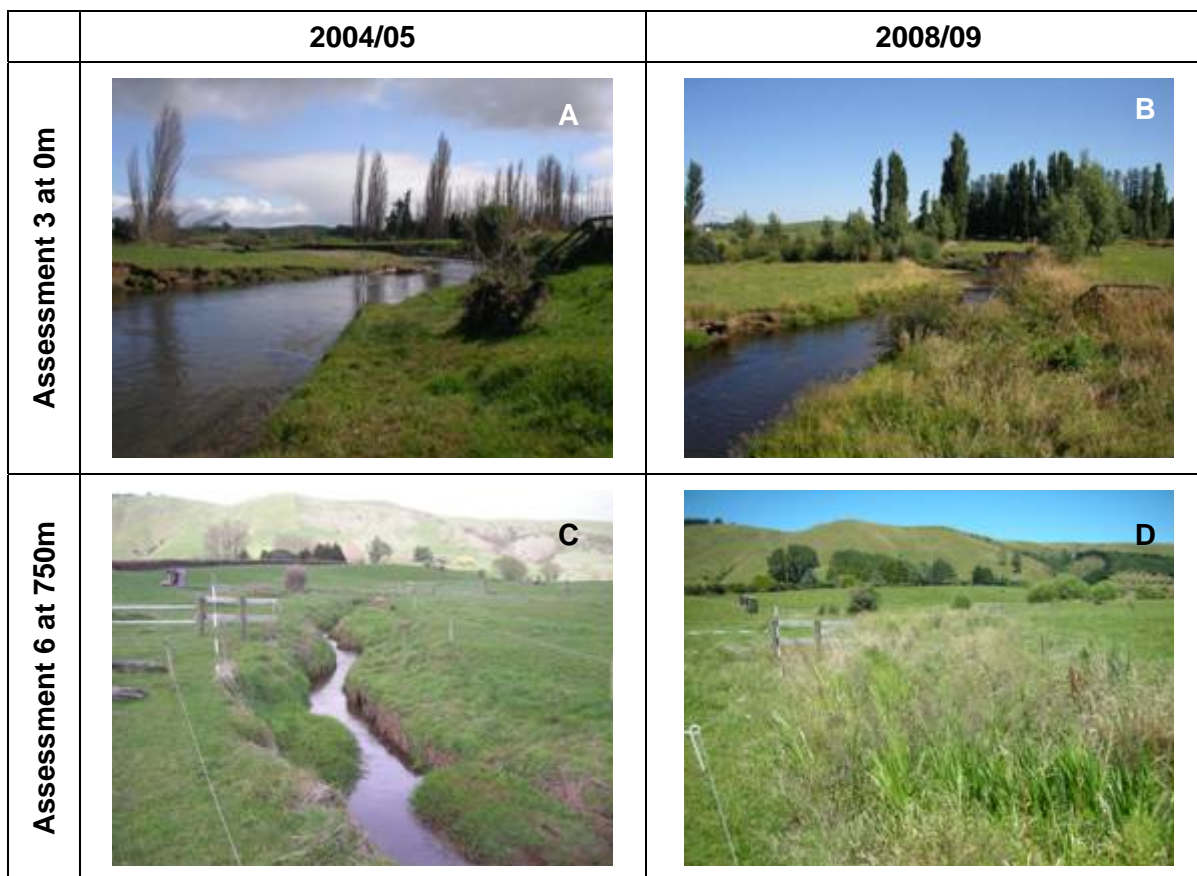 2004/05
2008/09
Assessment 3 at 0m
A
B
Assessment 6 at 750m
C
D